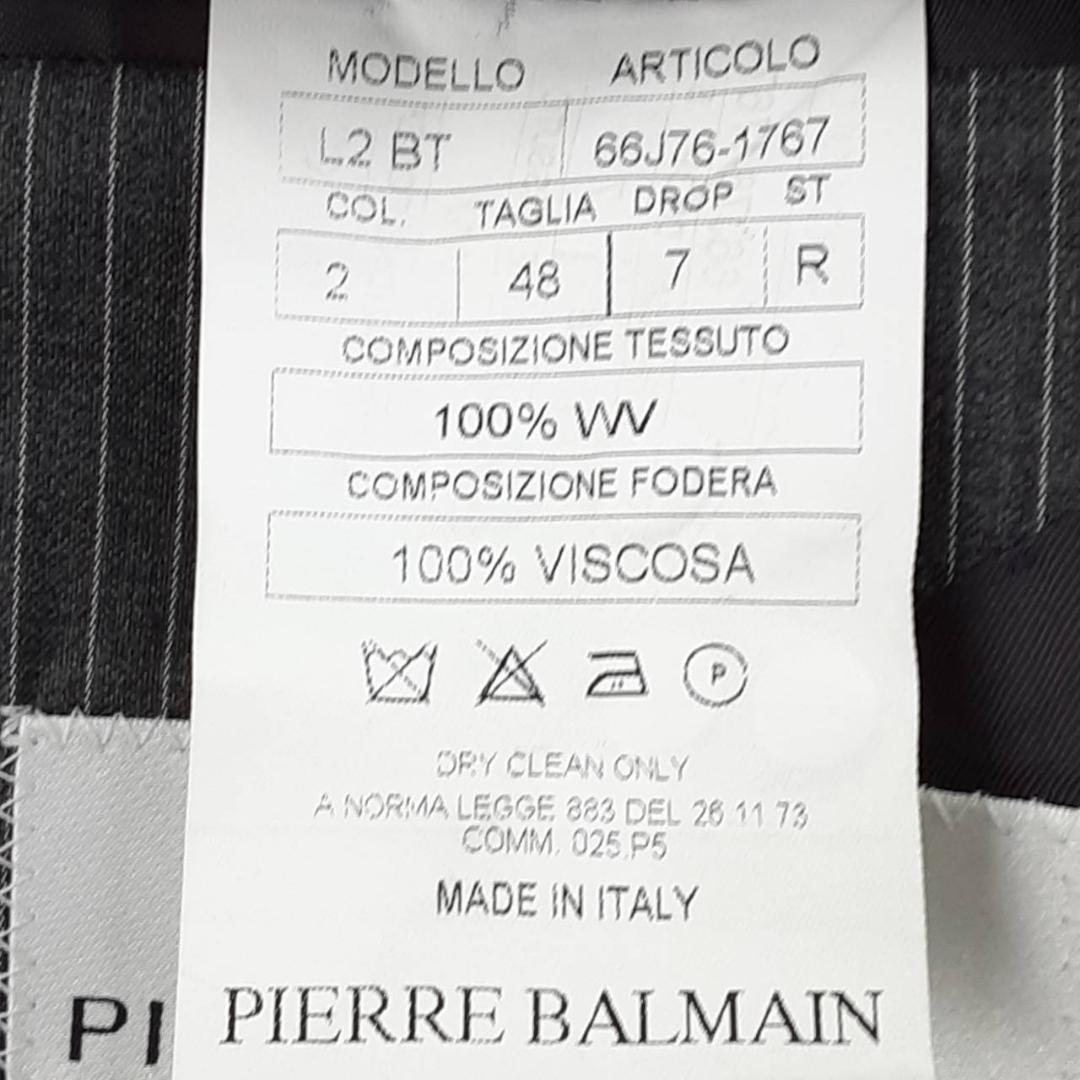 MODELLO ARTICOLO
L2 BT 66J76-1767
COL. TAGLIA DROP ST
2 48 7 R
COMPOSIZIONE TESSUTO
100% WV
COMPOSIZIONE FODERA
100% VISCOSA
P
DRY CLEAN ONLY
A NORMA LEGGE 883 DEL 26 11 73
COMM. 025.P5
MADE IN ITALY
PIERRE BALMAIN
PI